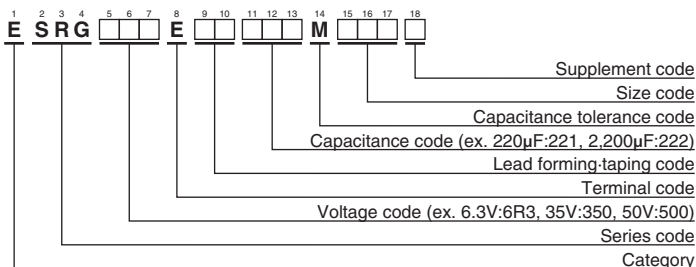 1 2 3 4 5 6 7 8 9 10 11 12 13 14 15 16 17 18
E S R G □□□ E □□ □□□ M □□□ □
Supplement code
Size code
Capacitance tolerance code
Capacitance code (ex. 220μF:221, 2,200μF:222)
Lead forming·taping code
Terminal code
Voltage code (ex. 6.3V:6R3, 35V:350, 50V:500)
Series code
Category